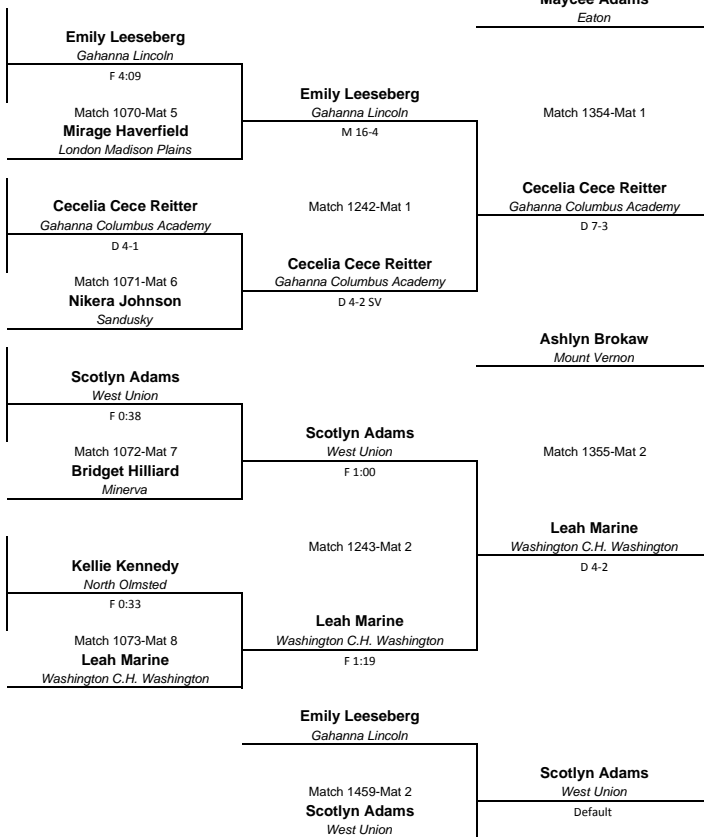 Maycee Adams
Eaton
Emily Leeseberg
Gahanna Lincoln
F 4:09
Match 1070-Mat 5
Mirage Haverfield
London Madison Plains
Emily Leeseberg
Gahanna Lincoln
M 16-4
Match 1354-Mat 1
Cecelia Cece Reitter
Gahanna Columbus Academy
D 4-1
Match 1071-Mat 6
Nikera Johnson
Sandusky
Match 1242-Mat 1
Cecelia Cece Reitter
Gahanna Columbus Academy
D 4-2 SV
Cecelia Cece Reitter
Gahanna Columbus Academy
D 7-3
Ashlyn Brokaw
Mount Vernon
Scotlyn Adams
West Union
F 0:38
Match 1072-Mat 7
Bridget Hilliard
Minerva
Scotlyn Adams
West Union
F 1:00
Match 1355-Mat 2
Kellie Kennedy
North Olmsted
F 0:33
Match 1073-Mat 8
Leah Marine
Washington C.H. Washington
Match 1243-Mat 2
Leah Marine
Washington C.H. Washington
F 1:19
Leah Marine
Washington C.H. Washington
D 4-2
Emily Leeseberg
Gahanna Lincoln
Match 1459-Mat 2
Scotlyn Adams
West Union
Scotlyn Adams
West Union
Default